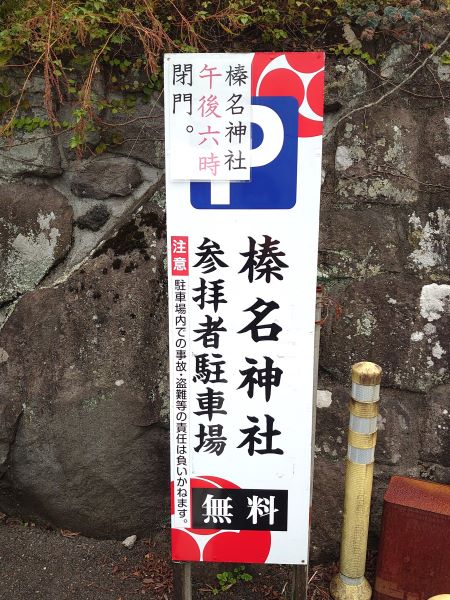 榛名神社
午後六時
閉門。
P
榛名神社
参拝者駐車場
注意
駐車場内での事故・盗難等の責任は負いかねます。
無料